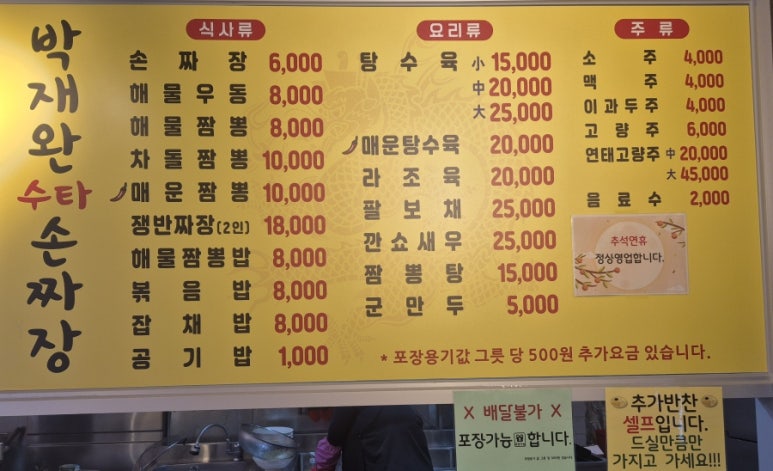 박재완 수타 손짜장
식사류
손짜장 6,000
해물우동 8,000
해물짬뽕 8,000
차돌짬뽕 10,000
매운짬뽕 10,000
쟁반짜장(2인) 18,000
해물짬뽕밥 8,000
볶음밥 8,000
잡채밥 8,000
공기밥 1,000
요리류
탕수육 小 15,000
中 20,000
大 25,000
매운탕수육 20,000
라조육 20,000
팔보채 25,000
깐쇼새우 25,000
짬뽕탕 15,000
군만두 5,000
주류
소주 4,000
맥주 4,000
이과두주 4,000
고량주 6,000
연태고량주 中 20,000
大 45,000
음료수 2,000
추석연휴
정상영업합니다.
* 포장용기값 그릇 당 500원 추가요금 있습니다.
X 배달불가 X
포장가능합니다.
추가반찬
셀프입니다.
드실만큼만
가지고 가세요!!!